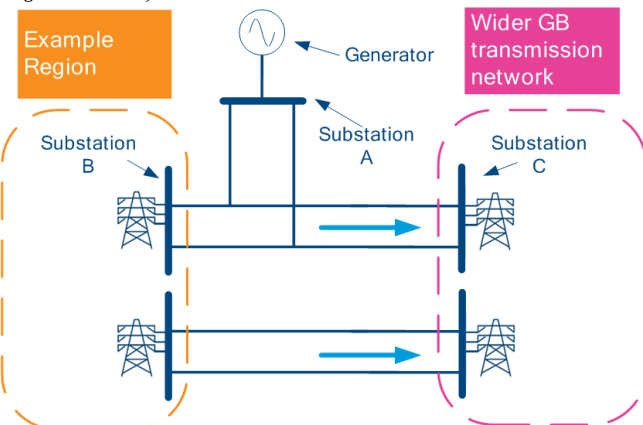 Example
Region
Generator
Wider GB
transmission
network
Substation
A
Substation
B
Substation
C